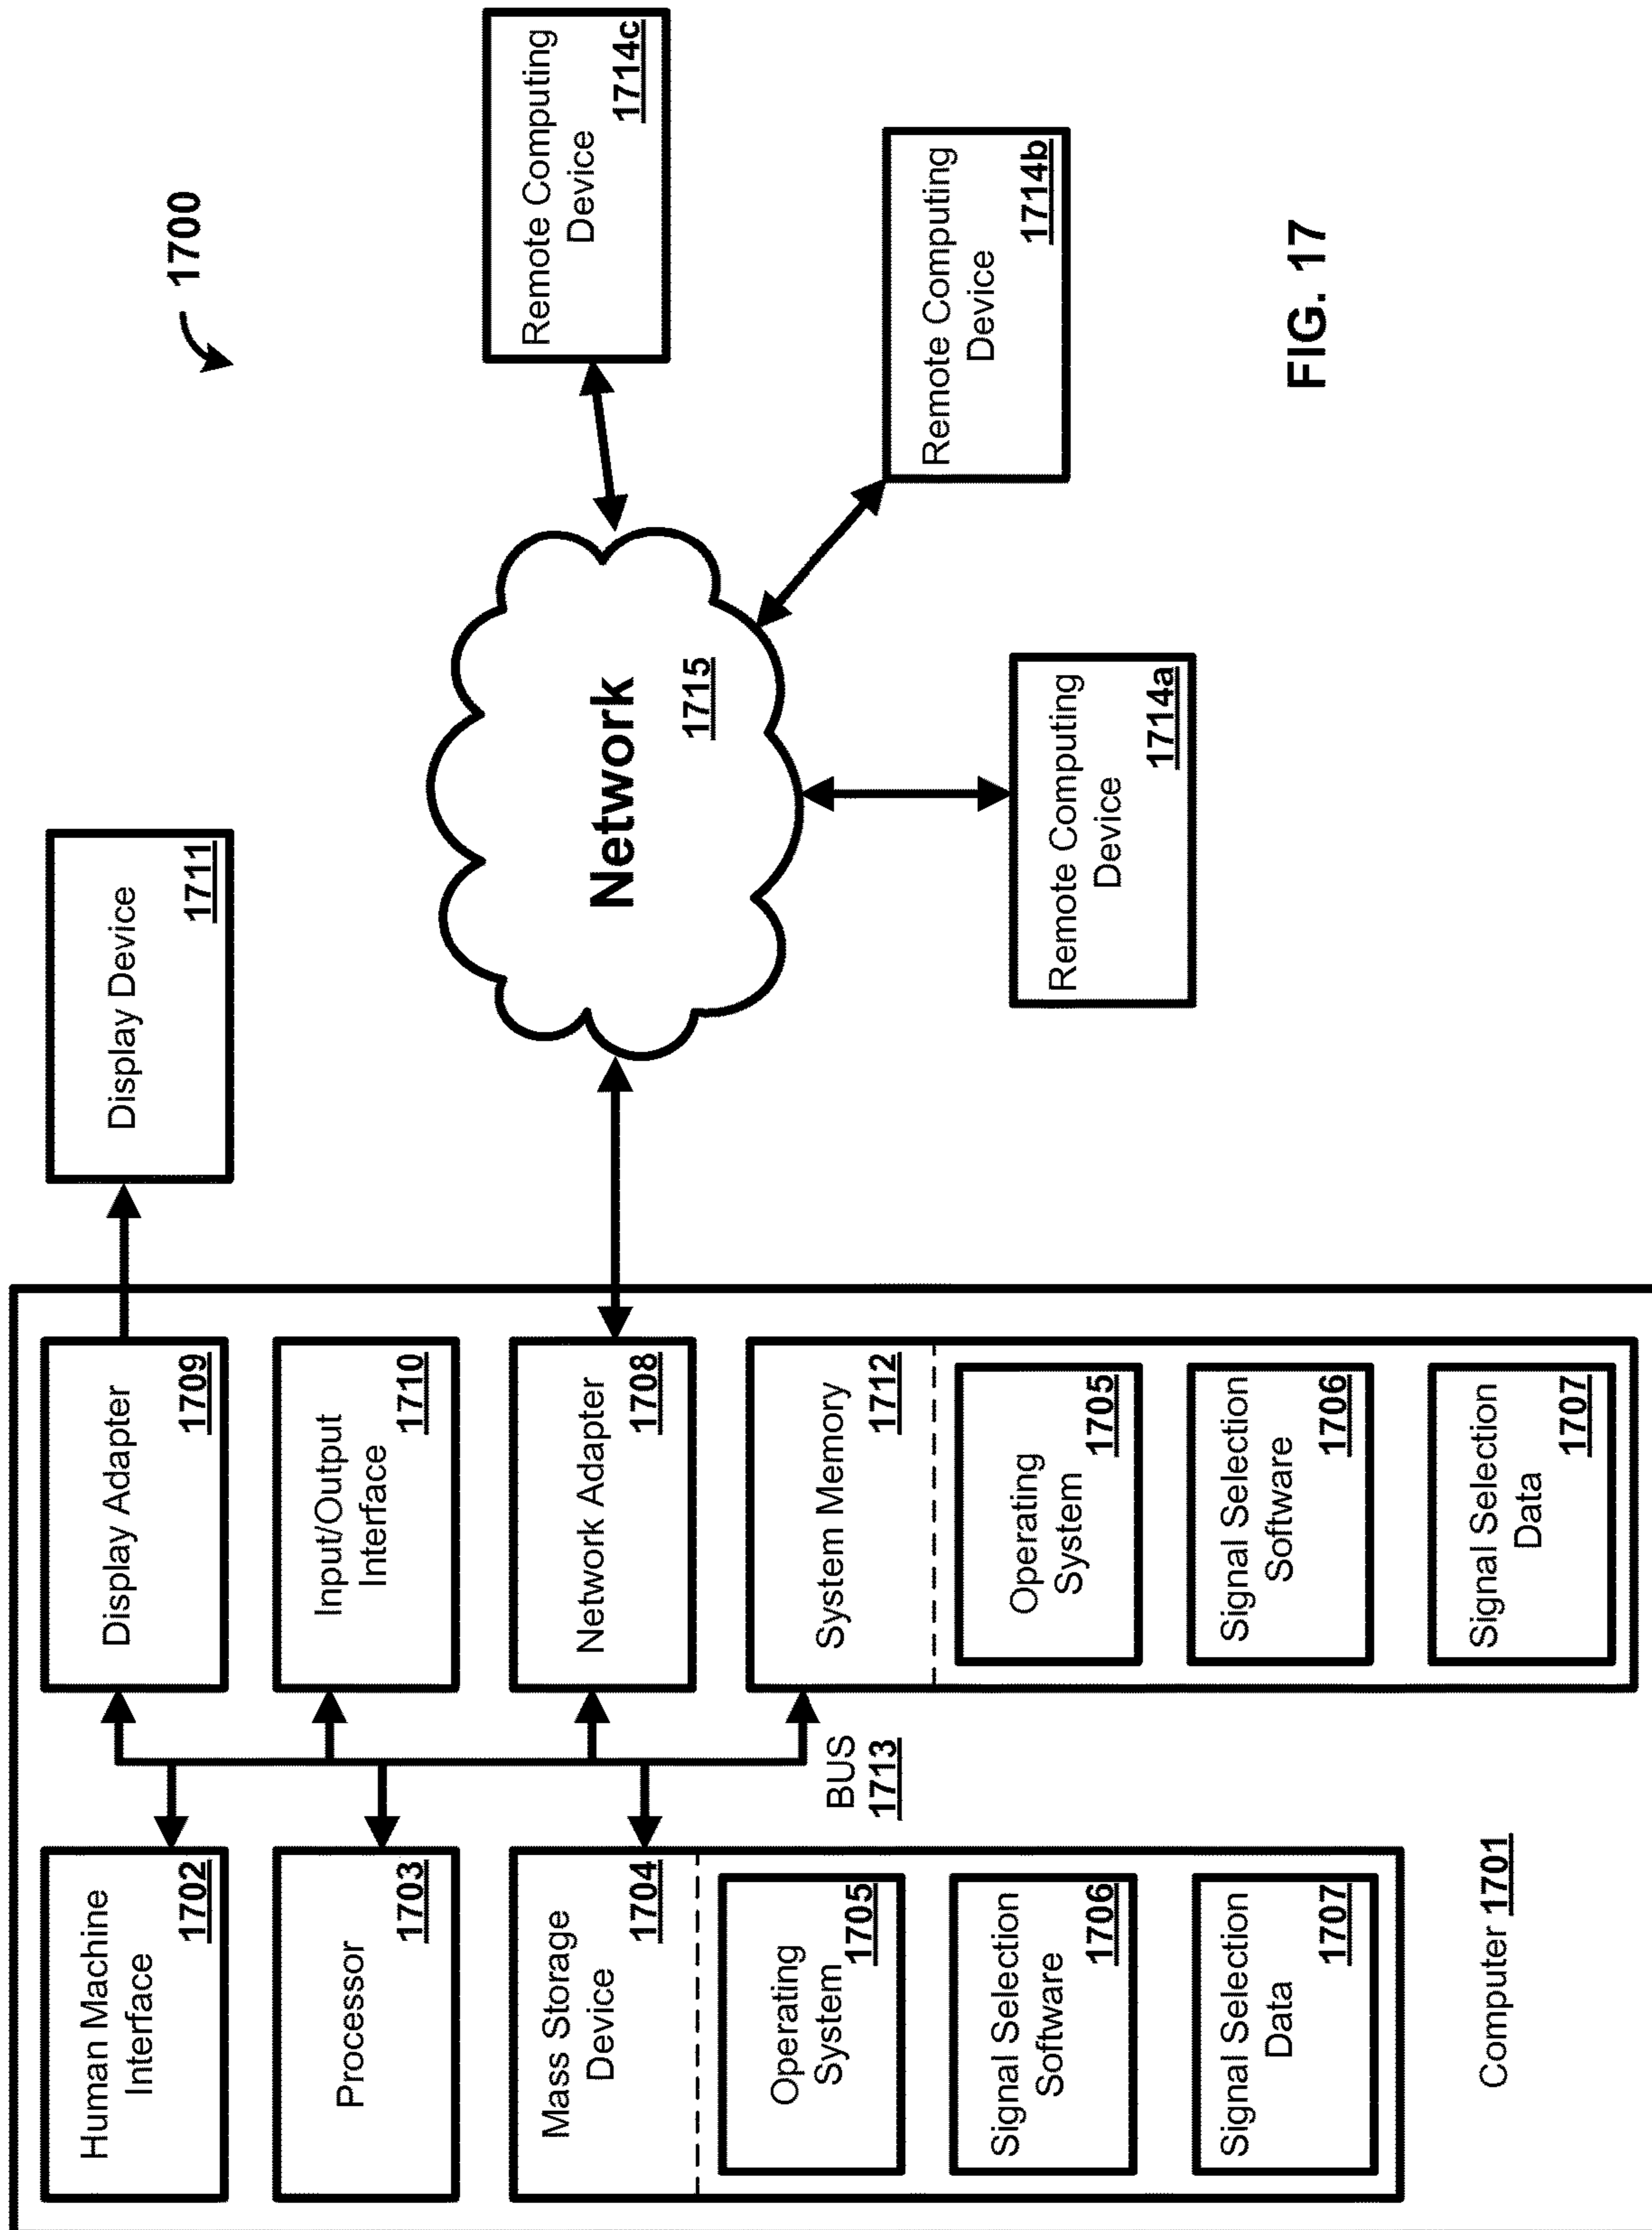 1700
Human Machine
Interface
1702
Processor
1703
Mass Storage
Device
1704
Operating
System
1705
Signal Selection
Software
1706
Signal Selection
Data
1707
Computer 1701
BUS
1713
Display Adapter
1709
Input/Output
Interface
1710
Network Adapter
1708
System Memory
1712
Operating
System
1705
Signal Selection
Software
1706
Signal Selection
Data
1707
Display Device
1711
Network
1715
Remote Computing
Device
1714a
Remote Computing
Device
1714b
Remote Computing
Device
1714c
FIG. 17